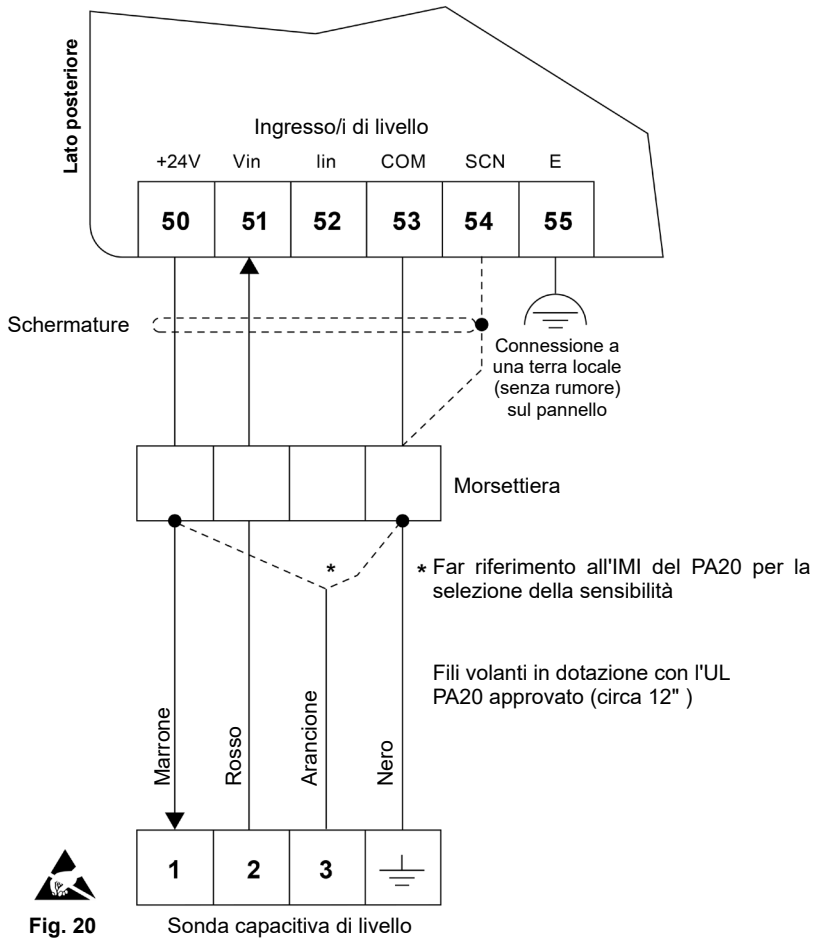 Lato posteriore
Ingresso/i di livello
+24V Vin Iin COM SCN E
50 51 52 53 54 55
Schermature
Connessione a
una terra locale
(senza rumore)
sul pannello
Morsettiera
*
* Far riferimento all'IMI del PA20 per la
selezione della sensibilità
Fili volanti in dotazione con l'UL
PA20 approvato (circa 12" )
Marrone
Rosso
Arancione
Nero
1 2 3
Fig. 20
Sonda capacitiva di livello